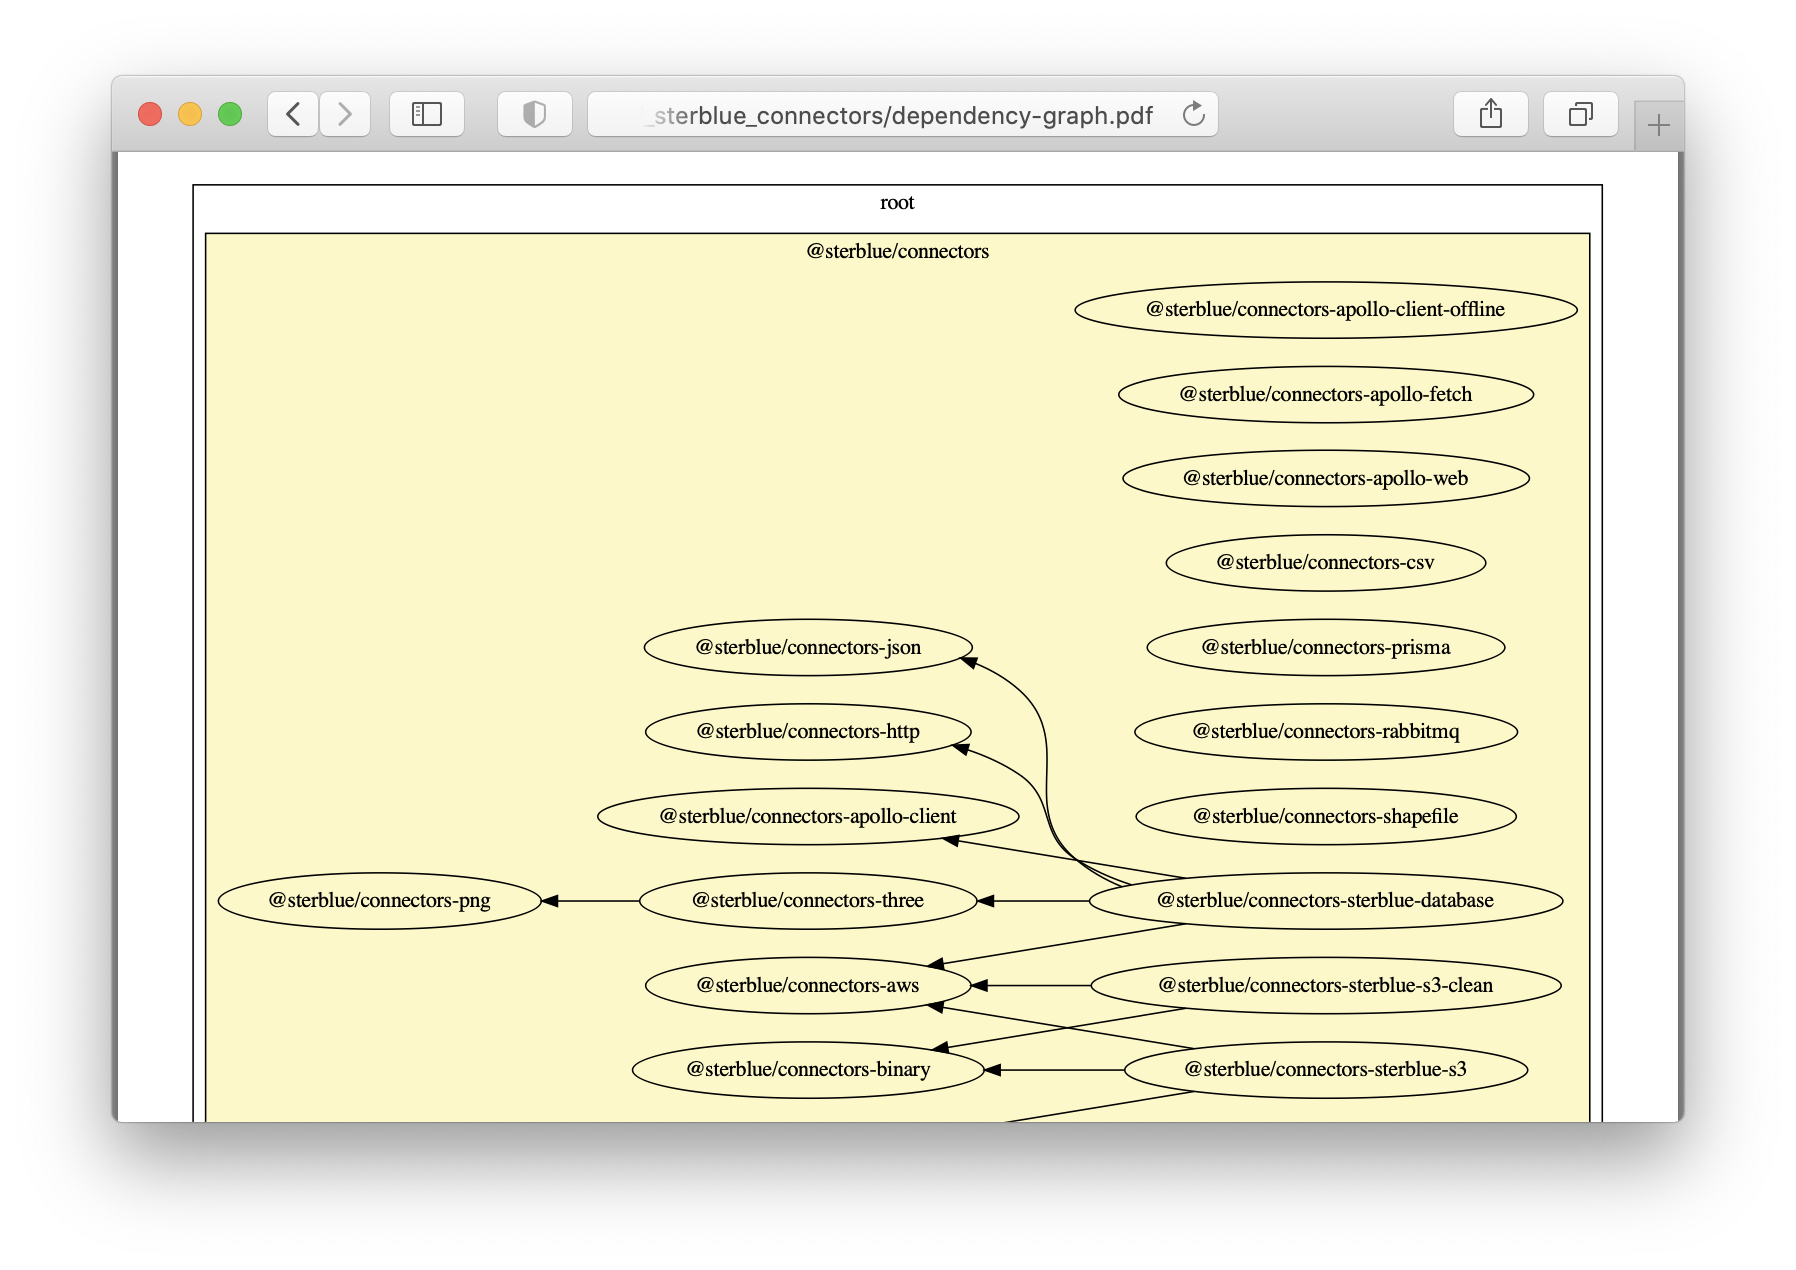 _sterblue_connectors/dependency-graph.pdf
root
@sterblue/connectors
@sterblue/connectors-apollo-client-offline
@sterblue/connectors-apollo-fetch
@sterblue/connectors-apollo-web
@sterblue/connectors-csv
@sterblue/connectors-json
@sterblue/connectors-prisma
@sterblue/connectors-http
@sterblue/connectors-rabbitmq
@sterblue/connectors-apollo-client
@sterblue/connectors-shapefile
@sterblue/connectors-png
@sterblue/connectors-three
@sterblue/connectors-sterblue-database
@sterblue/connectors-aws
@sterblue/connectors-sterblue-s3-clean
@sterblue/connectors-binary
@sterblue/connectors-sterblue-s3